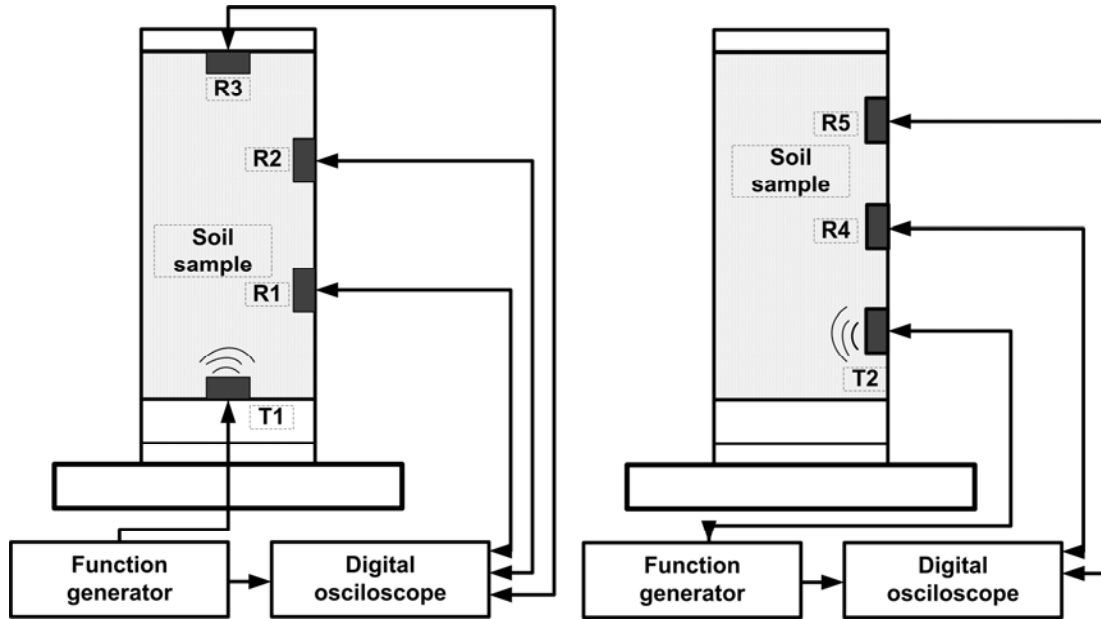 R3
R2
Soil
sample
R1
T1
Function
generator
Digital
osciloscope
R5
Soil
sample
R4
T2
Function
generator
Digital
osciloscope